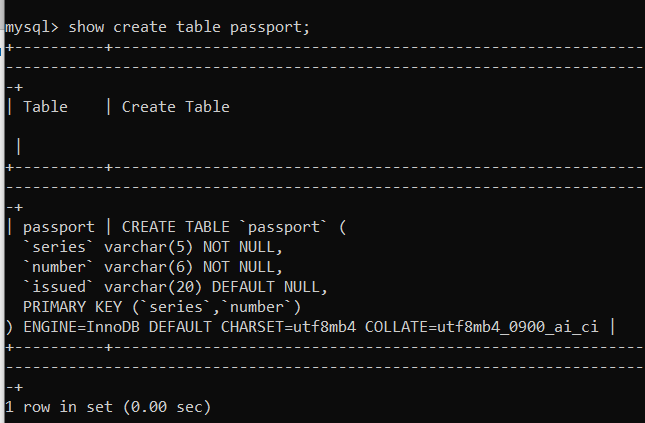 mysql> show create table passport;
+----------+-----------------------------------------------------------
-----------------------------------------------------------------------
-+
| Table    | Create Table

 |
+----------+-----------------------------------------------------------
-----------------------------------------------------------------------
-+
| passport | CREATE TABLE `passport` (
  `series` varchar(5) NOT NULL,
  `number` varchar(6) NOT NULL,
  `issued` varchar(20) DEFAULT NULL,
  PRIMARY KEY (`series`,`number`)
) ENGINE=InnoDB DEFAULT CHARSET=utf8mb4 COLLATE=utf8mb4_0900_ai_ci |
+----------+-----------------------------------------------------------
-----------------------------------------------------------------------
-+
1 row in set (0.00 sec)